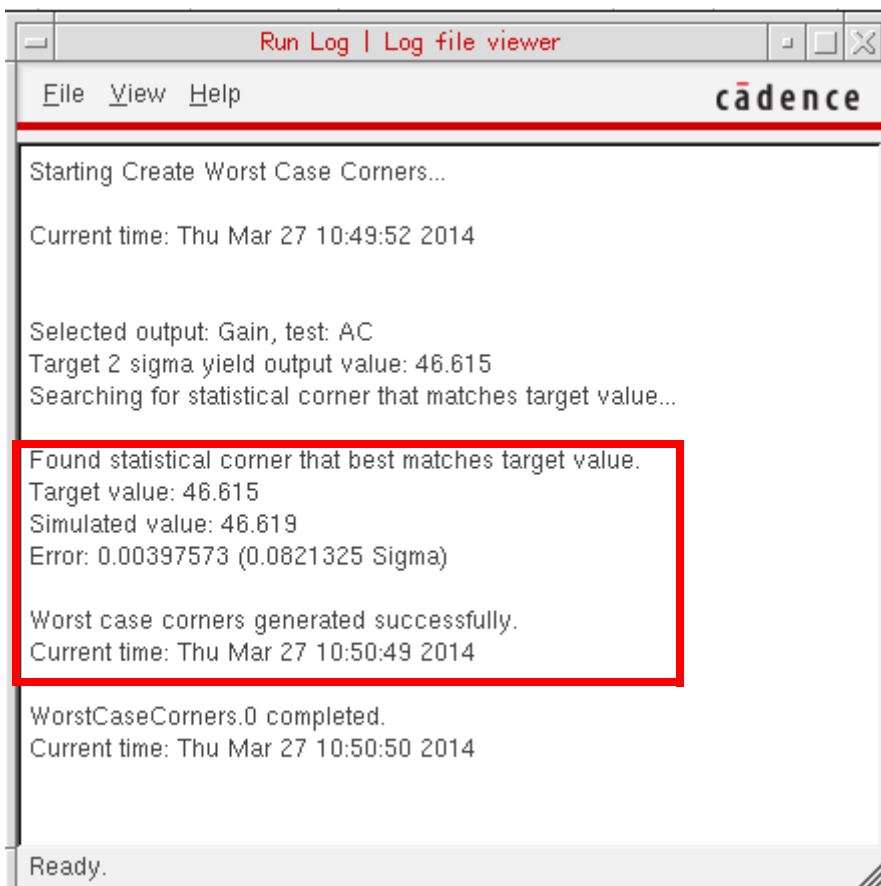 Run Log | Log file viewer
File View Help
cādence
Starting Create Worst Case Corners...
Current time: Thu Mar 27 10:49:52 2014
Selected output: Gain, test: AC
Target 2 sigma yield output value: 46.615
Searching for statistical corner that matches target value...
Found statistical corner that best matches target value.
Target value: 46.615
Simulated value: 46.619
Error: 0.00397573 (0.0821325 Sigma)
Worst case corners generated successfully.
Current time: Thu Mar 27 10:50:49 2014
WorstCaseCorners.0 completed.
Current time: Thu Mar 27 10:50:50 2014
Ready.